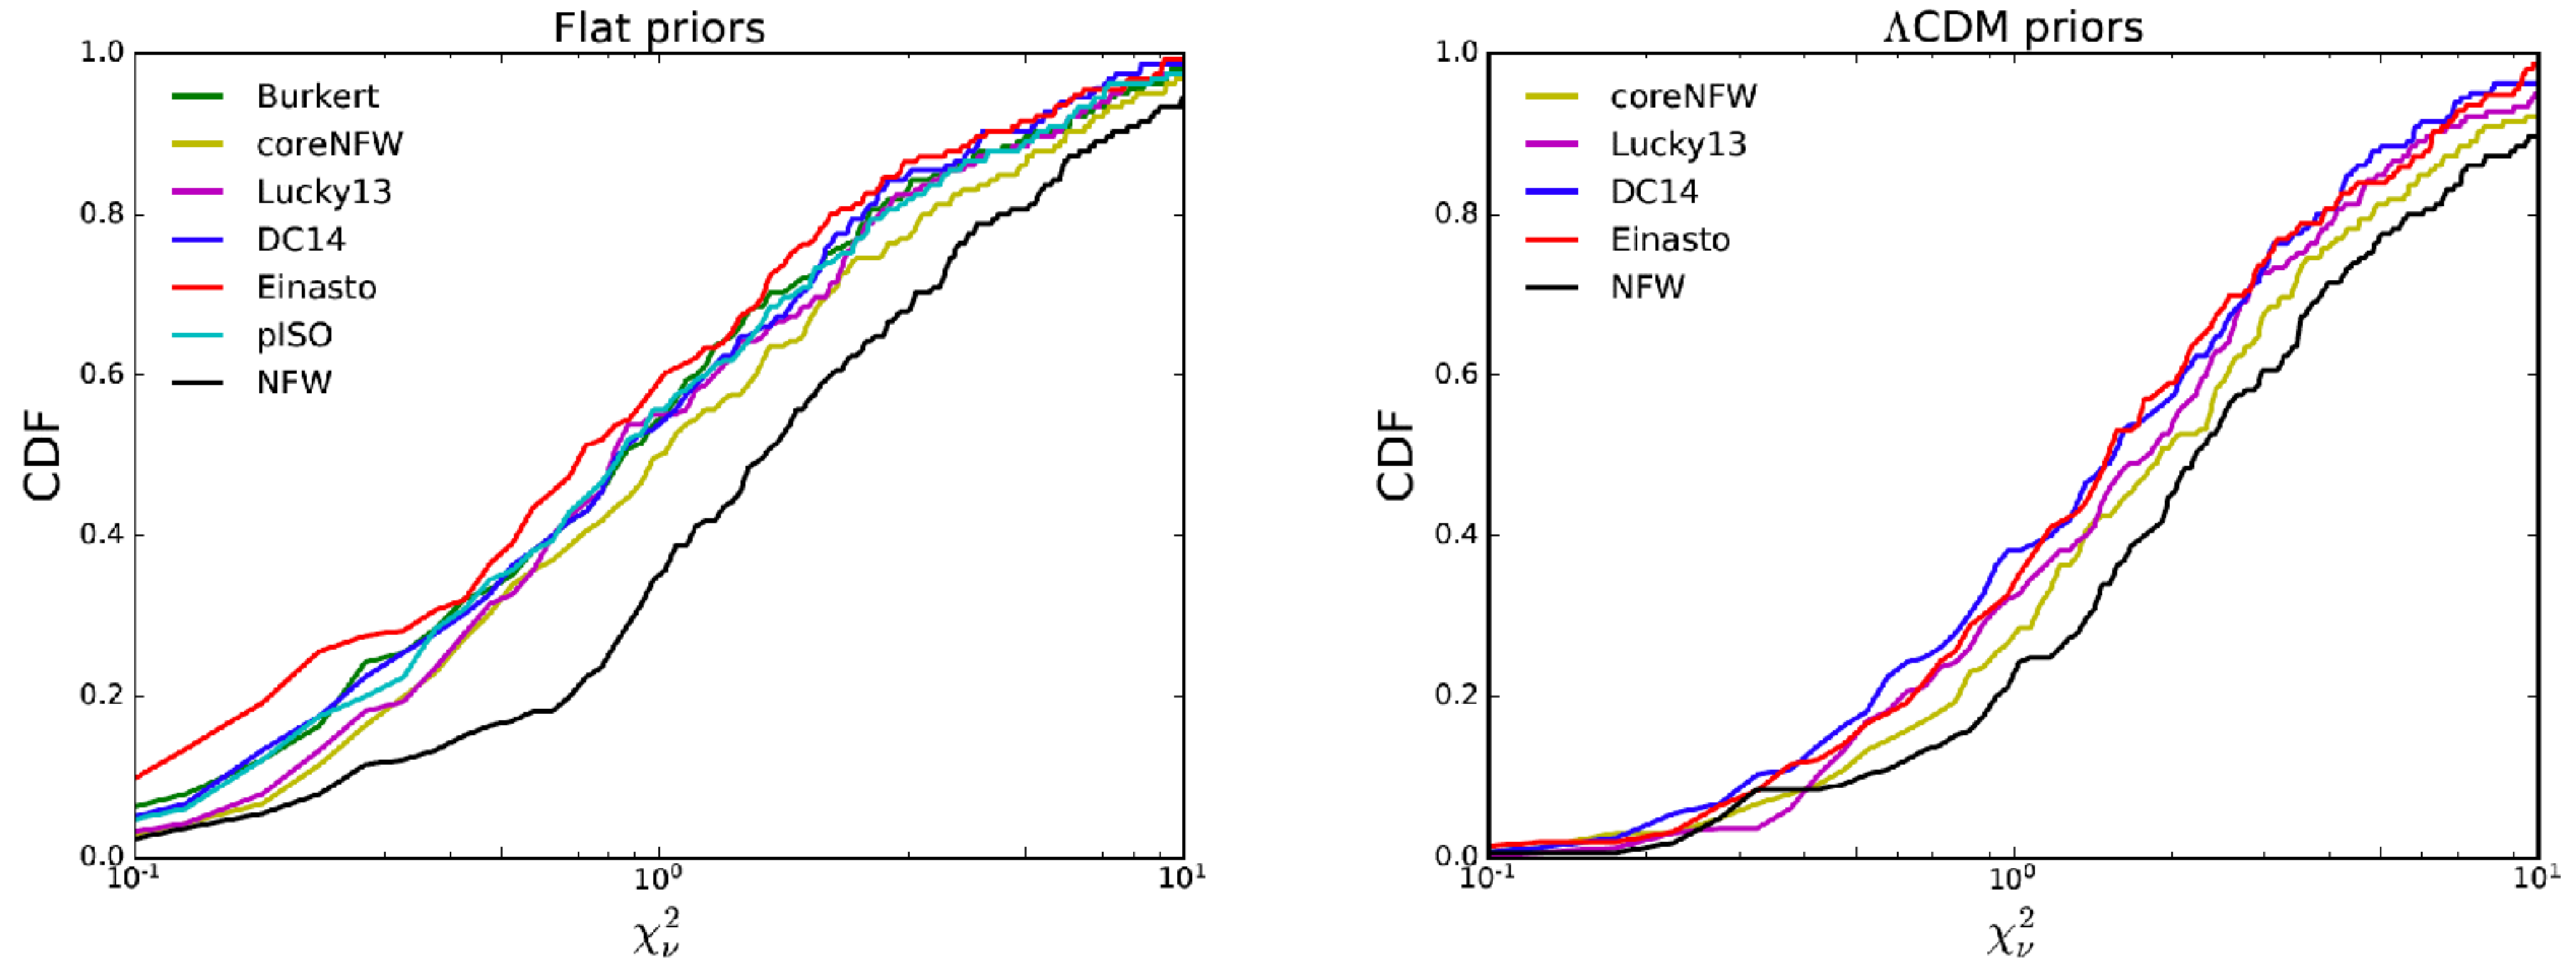 Flat priors
1.0
0.8
0.6
0.4
0.2
0.0
CDF
Burkert
coreNFW
Lucky13
DC14
Einasto
pISO
NFW
10⁻¹ 10⁰ 10¹
χ²ᵥ
ΛCDM priors
1.0
0.8
0.6
0.4
0.2
0.0
CDF
coreNFW
Lucky13
DC14
Einasto
NFW
10⁻¹ 10⁰ 10¹
χ²ᵥ